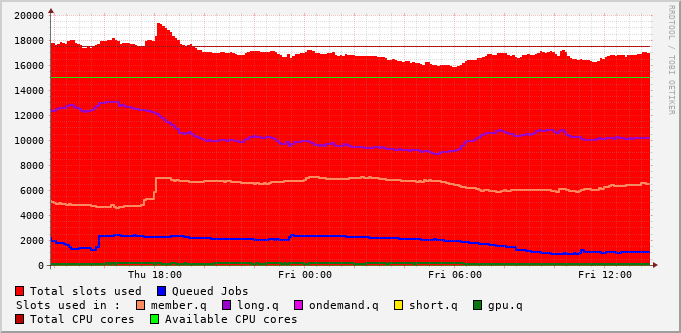 RRDTOOL / TOBI OETIKER
20000
18000
16000
14000
12000
10000
8000
6000
4000
2000
0
Thu 18:00 Fri 00:00 Fri 06:00 Fri 12:00
Total slots used Queued Jobs
Slots used in : member.q long.q ondemand.q short.q gpu.q
Total CPU cores Available CPU cores